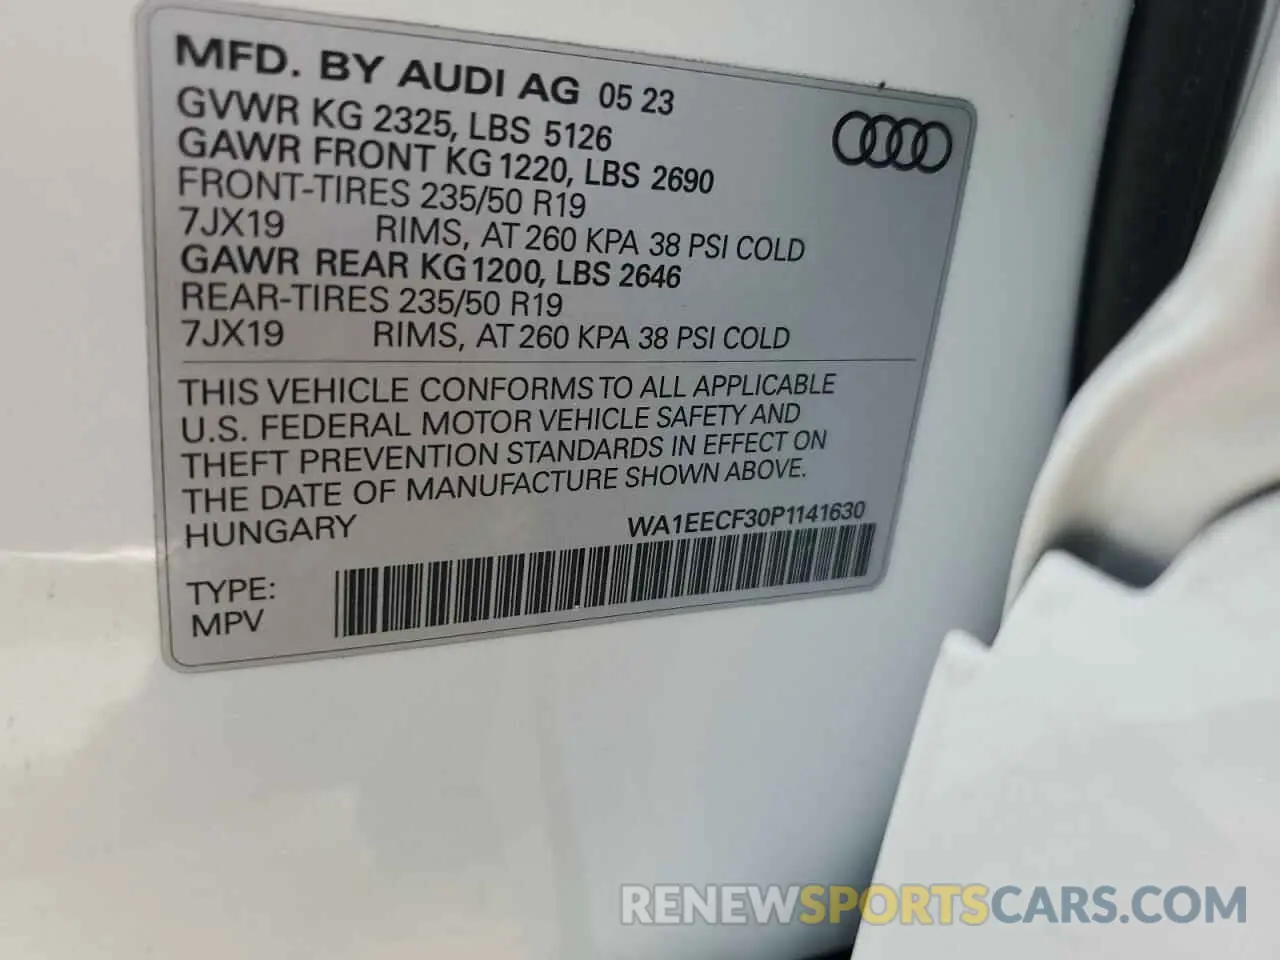 MFD. BY AUDI AG 05 23
GVWR KG 2325, LBS 5126
GAWR FRONT KG 1220, LBS 2690
FRONT-TIRES 235/50 R19
7JX19 RIMS, AT 260 KPA 38 PSI COLD
GAWR REAR KG 1200, LBS 2646
REAR-TIRES 235/50 R19
7JX19 RIMS, AT 260 KPA 38 PSI COLD
THIS VEHICLE CONFORMS TO ALL APPLICABLE
U.S. FEDERAL MOTOR VEHICLE SAFETY AND
THEFT PREVENTION STANDARDS IN EFFECT ON
THE DATE OF MANUFACTURE SHOWN ABOVE.
HUNGARY WA1EECF30P1141630
TYPE:
MPV
RENEWSPORTSCARS.COM